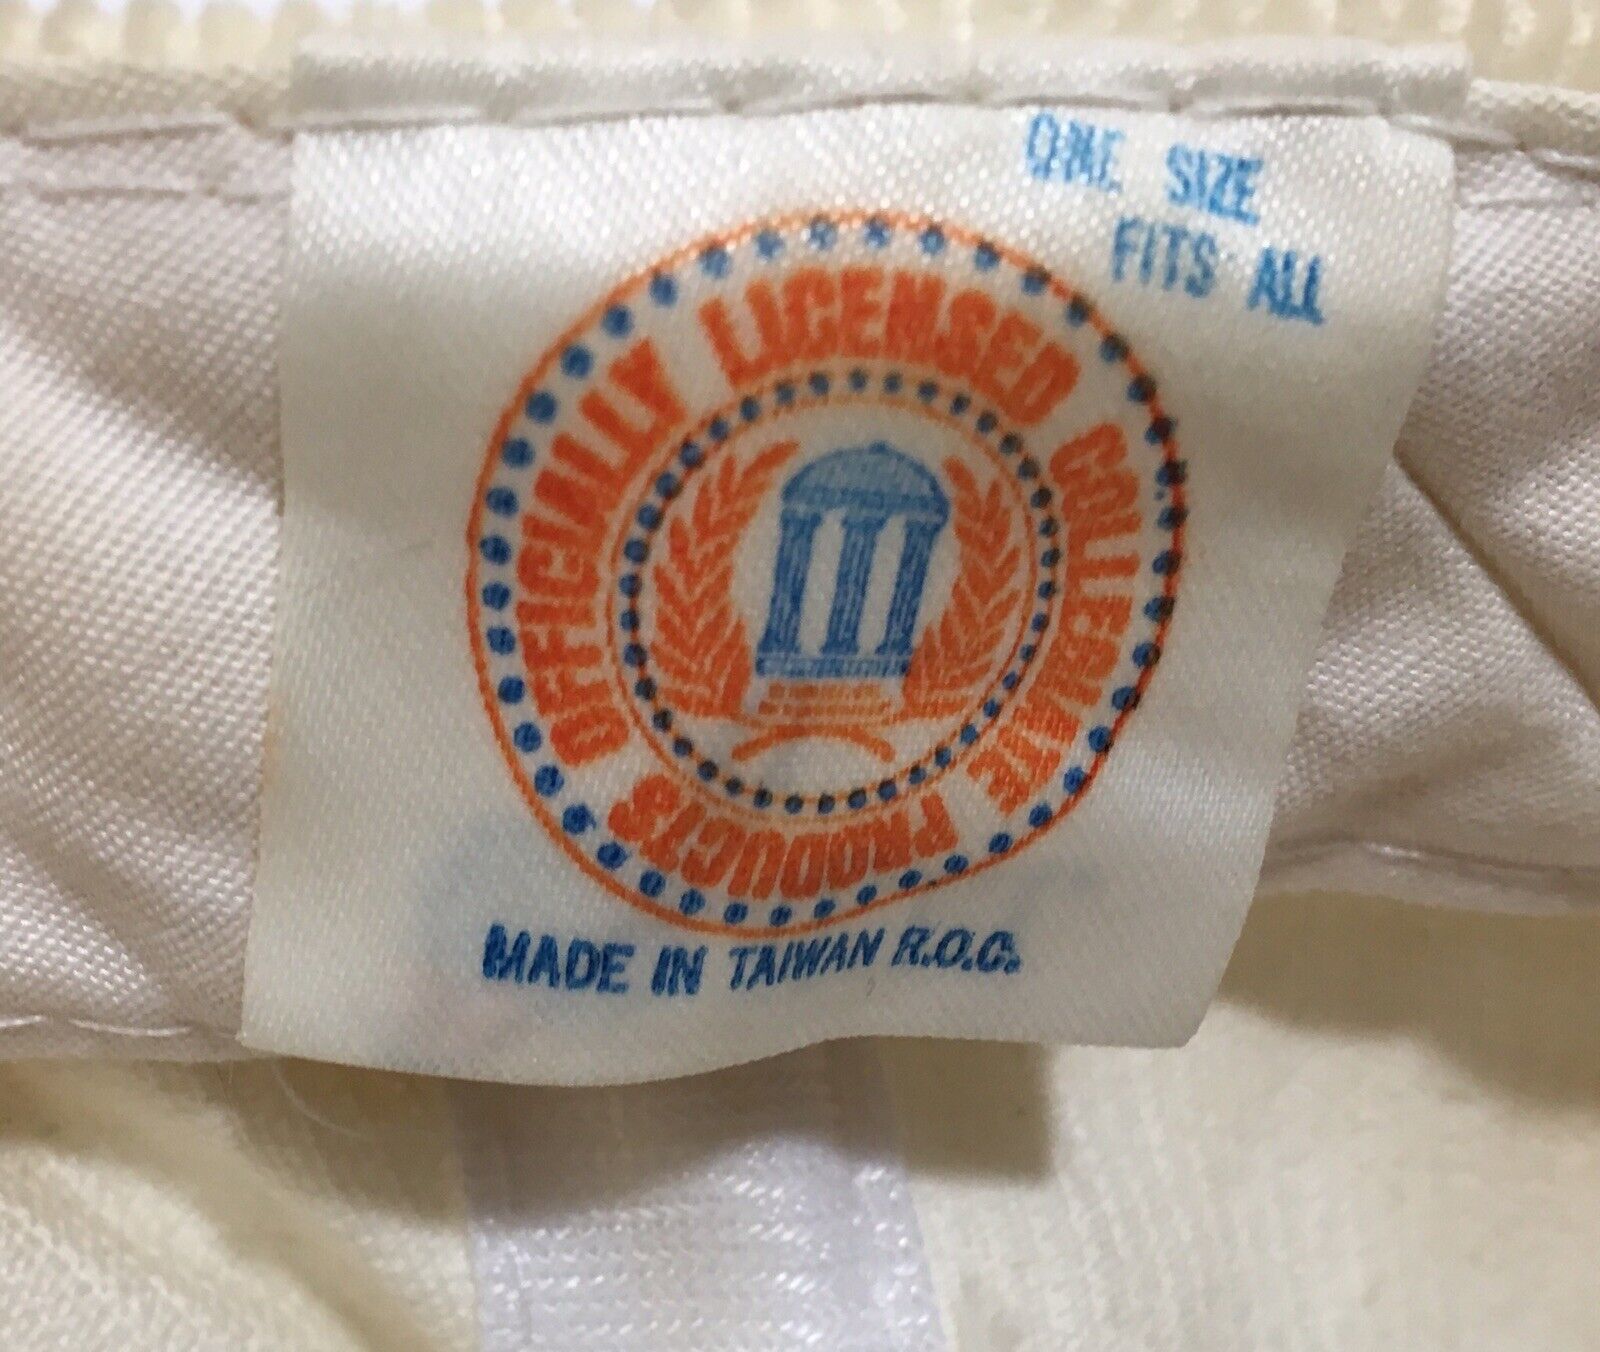 ONE SIZE
FITS ALL
OFFICIALLY LICENSED COLLEGIATE PRODUCTS
MADE IN TAIWAN R.O.C.